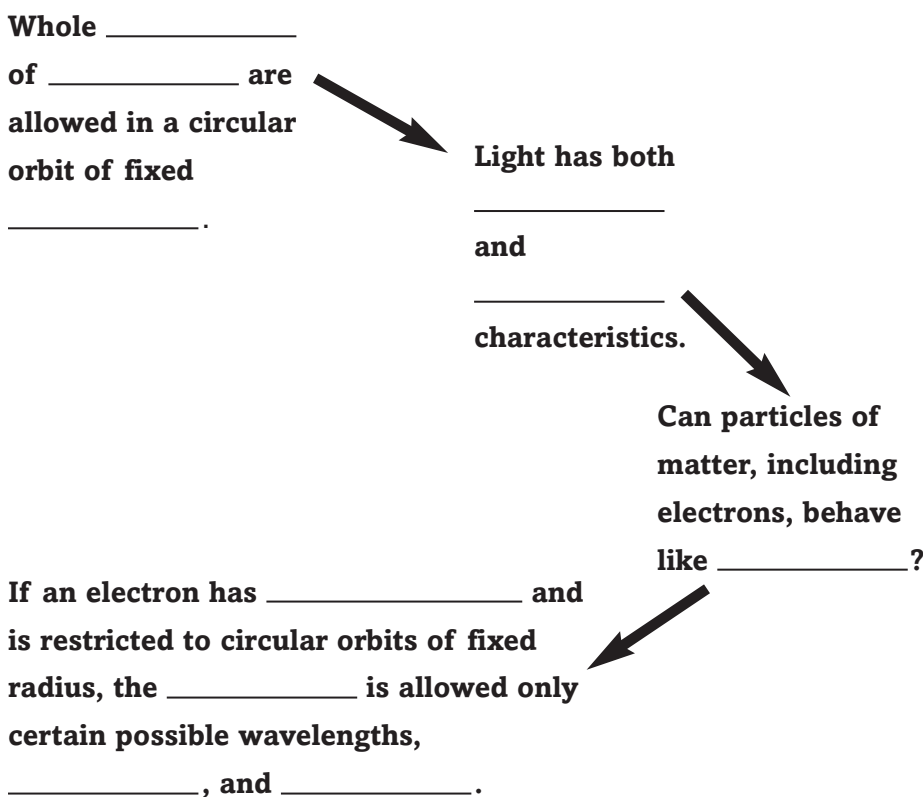 Whole ____________
of ____________ are
allowed in a circular
orbit of fixed
____________.
Light has both
____________
and
____________
characteristics.
Can particles of
matter, including
electrons, behave
like ____________?
If an electron has ________________ and
is restricted to circular orbits of fixed
radius, the ____________ is allowed only
certain possible wavelengths,
____________, and ____________.